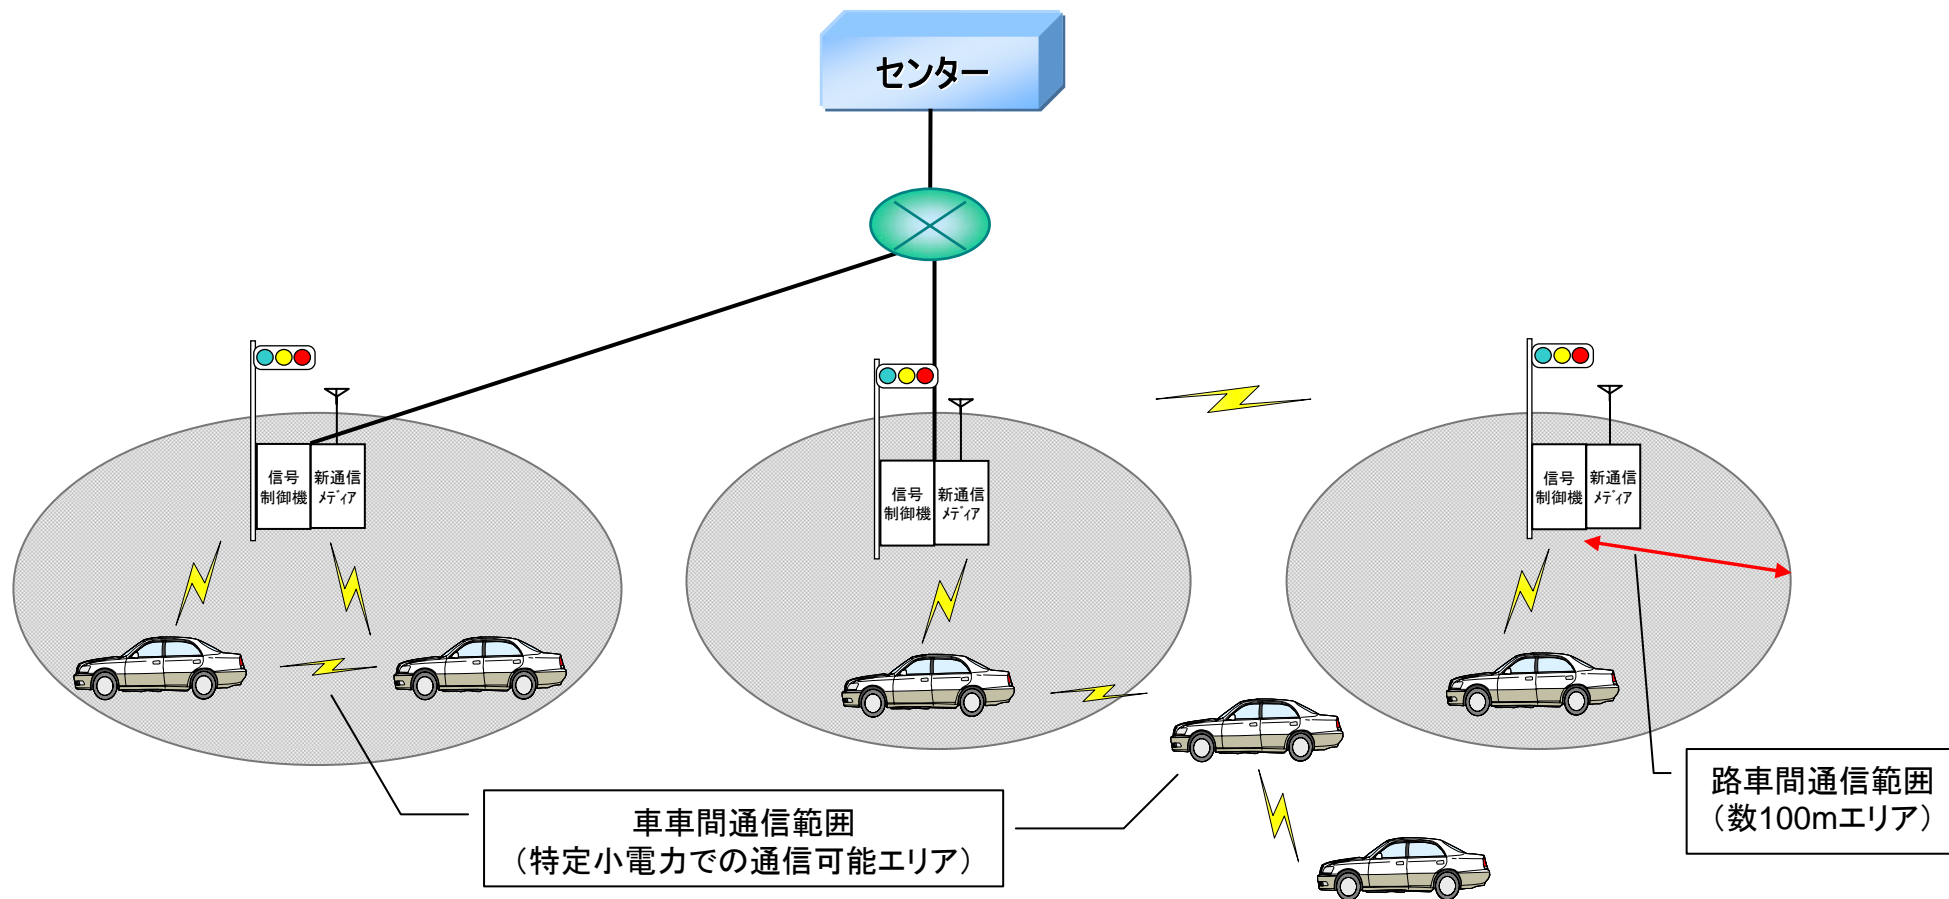 センター
信号
制御機
新通信
ﾒﾃﾞｨｱ
信号
制御機
新通信
ﾒﾃﾞｨｱ
信号
制御機
新通信
ﾒﾃﾞｨｱ
車車間通信範囲
（特定小電力での通信可能エリア）
路車間通信範囲
（数100mエリア）